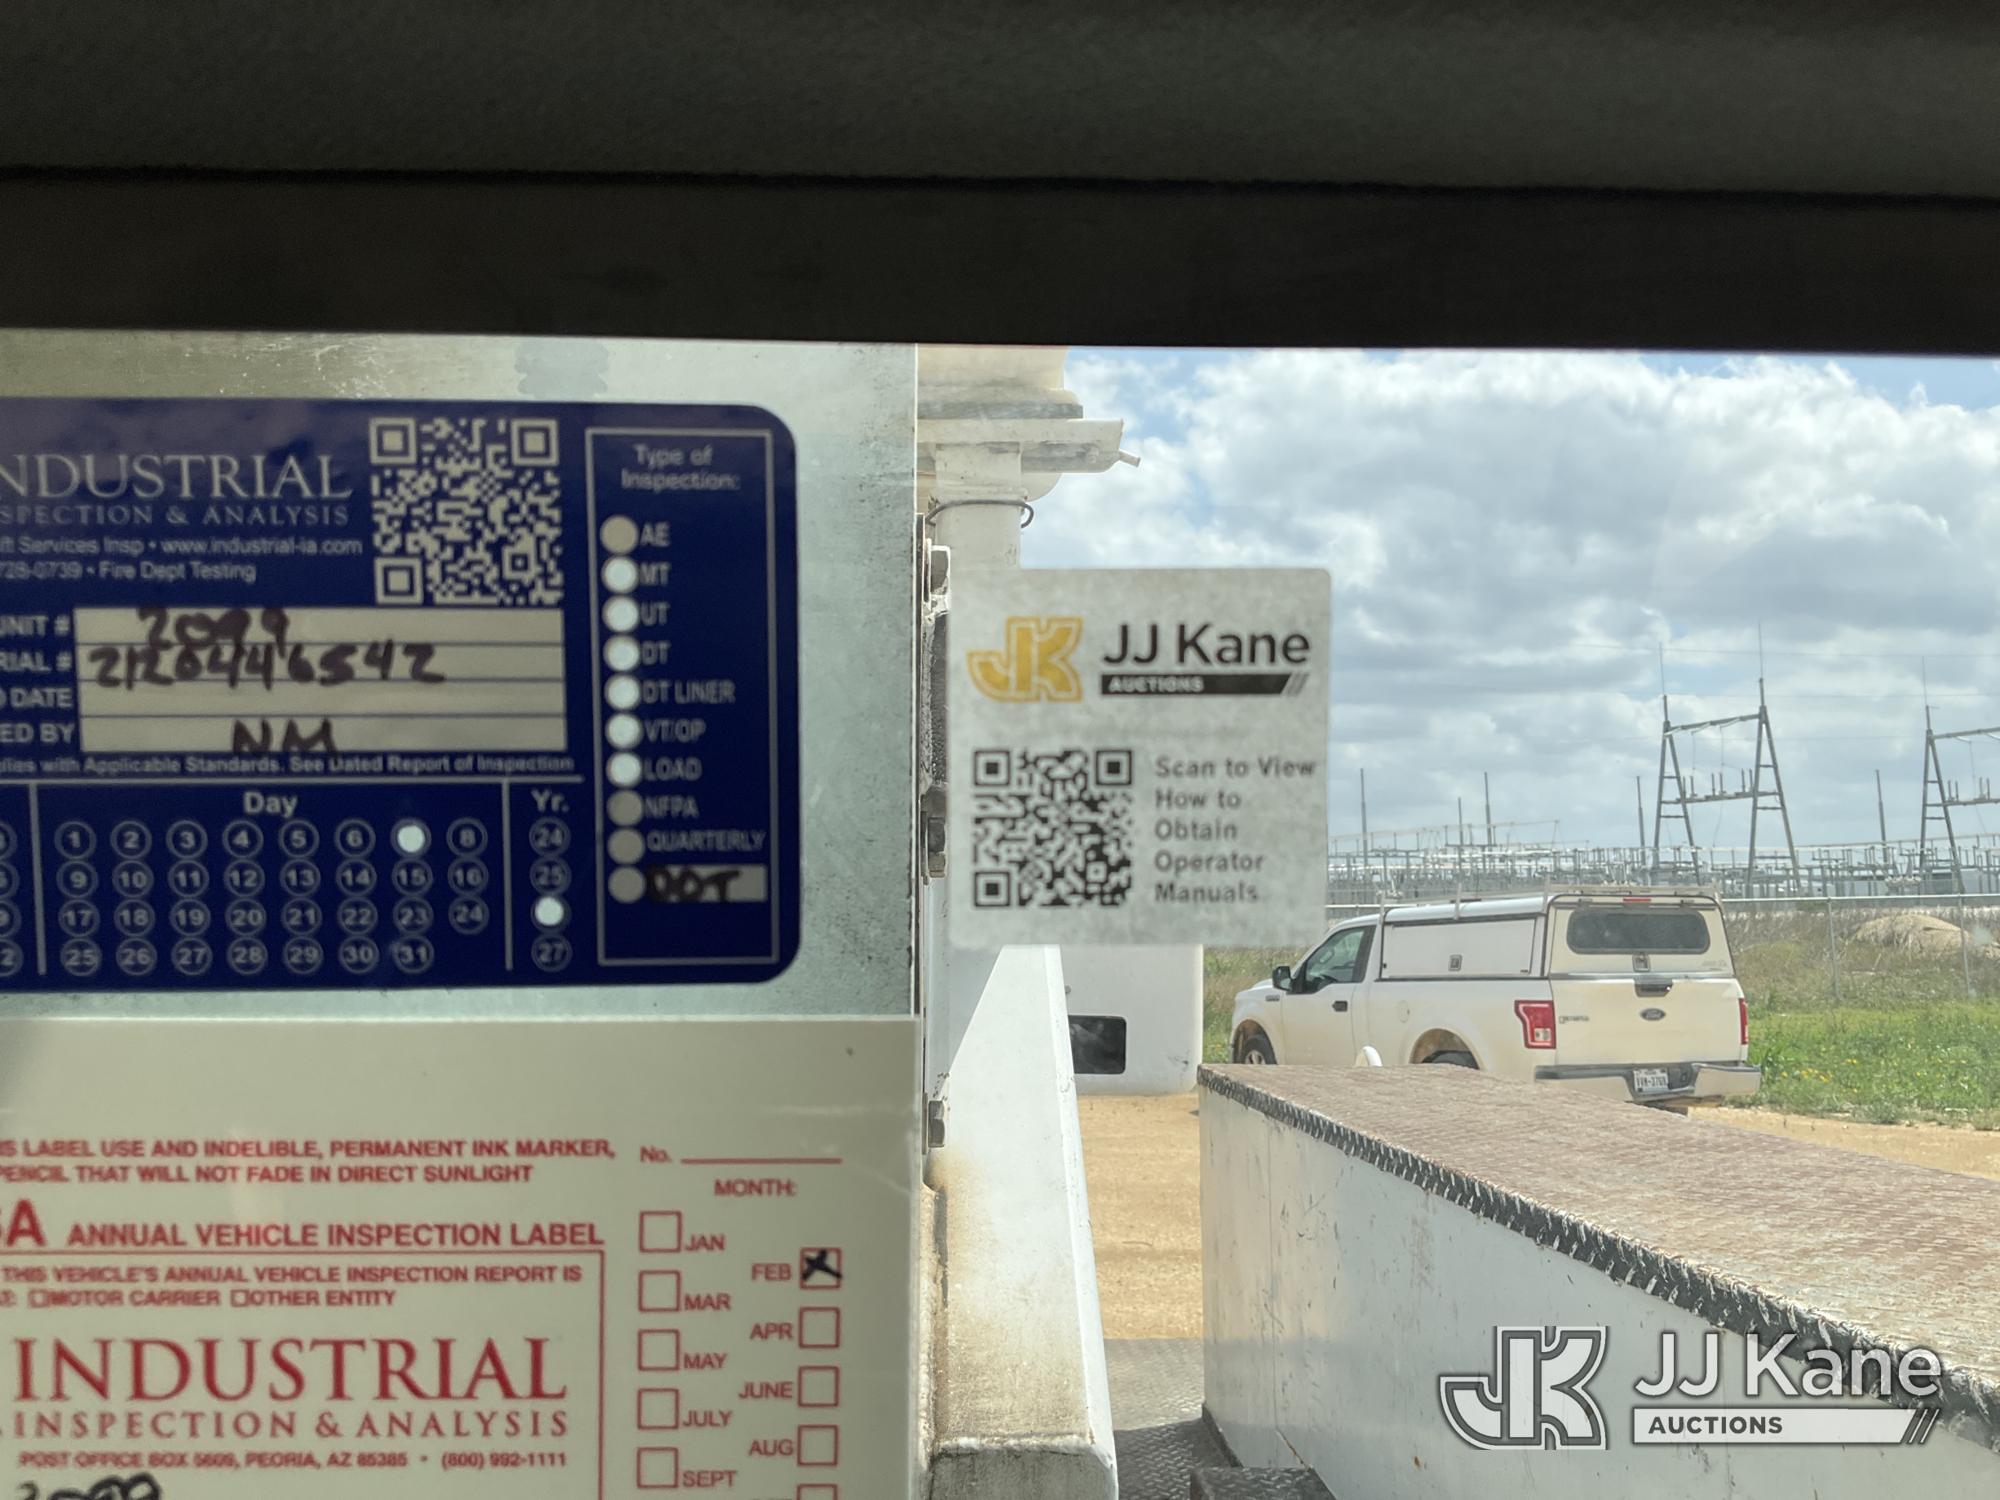 NDUSTRIAL
SPECTION & ANALYSIS
ft Services Insp • www.industrial-ia.com
728-0739 • Fire Dept Testing
UNIT # 2099
RIAL # 2120446542
DATE
ED BY NM
plies with Applicable Standards. See Dated Report of Inspection
Day
1 2 3 4 5 6 8
9 10 11 12 13 14 15 16
17 18 19 20 21 22 23 24
25 26 27 28 29 30 31
Yr.
24
25
27
Type of
Inspection:
AE
MT
UT
DT
DT LINER
VT/OP
LOAD
NFPA
QUARTERLY
DOT
JJ Kane
AUCTIONS
Scan to View
How to
Obtain
Operator
Manuals
IS LABEL USE AND INDELIBLE, PERMANENT INK MARKER,
PENCIL THAT WILL NOT FADE IN DIRECT SUNLIGHT
A ANNUAL VEHICLE INSPECTION LABEL
THIS VEHICLE'S ANNUAL VEHICLE INSPECTION REPORT IS
AT: MOTOR CARRIER OTHER ENTITY
INDUSTRIAL
INSPECTION & ANALYSIS
POST OFFICE BOX 5609, PEORIA, AZ 85385 • (800) 992-1111
2099
No.
MONTH:
JAN
FEB X
MAR
APR
MAY
JUNE
JULY
AUG
SEPT
JJ Kane
AUCTIONS